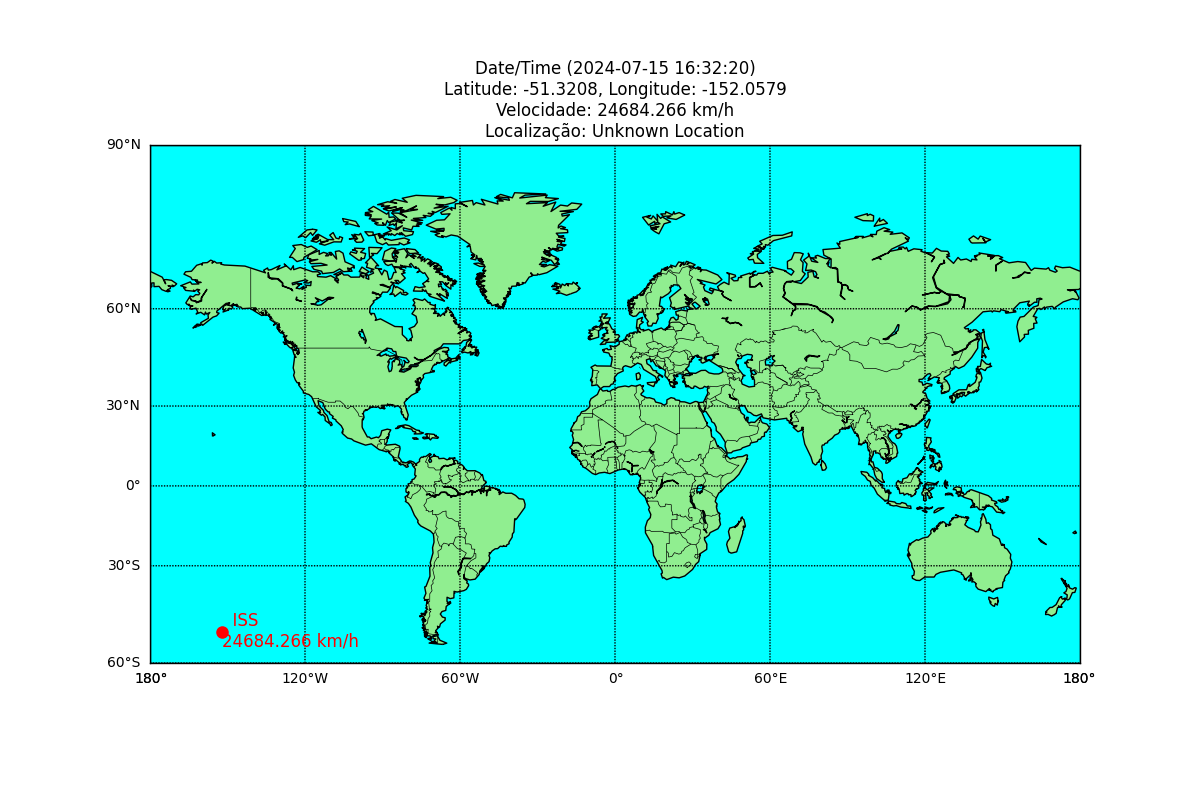 Date/Time (2024-07-15 16:32:20)
Latitude: -51.3208, Longitude: -152.0579
Velocidade: 24684.266 km/h
Localização: Unknown Location
90°N
60°N
30°N
0°
30°S
ISS
24684.266 km/h
60°S
180° 120°W 60°W 0° 60°E 120°E 180°